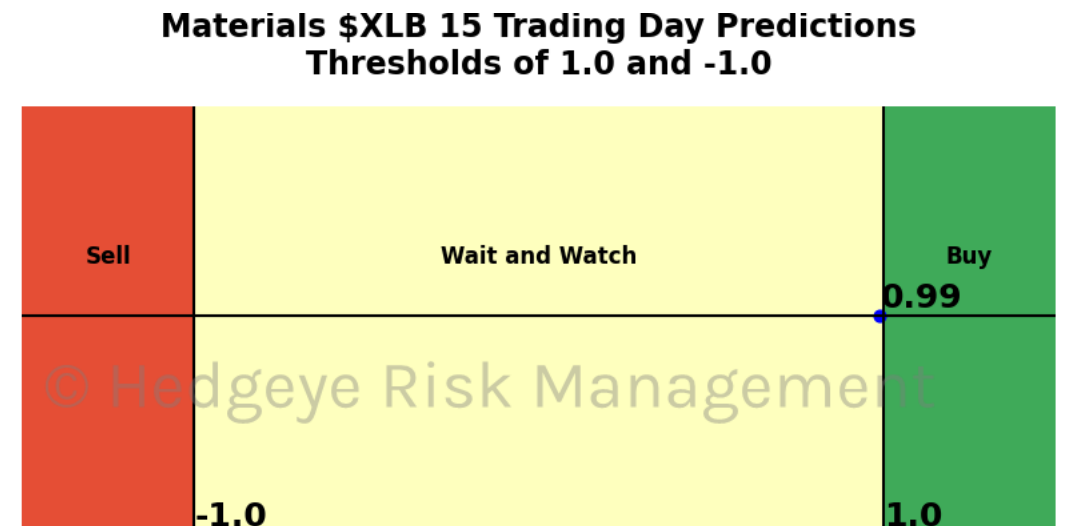 Materials $XLB 15 Trading Day Predictions
Thresholds of 1.0 and -1.0
Sell
Wait and Watch
Buy
0.99
© Hedgeye Risk Management
-1.0
1.0